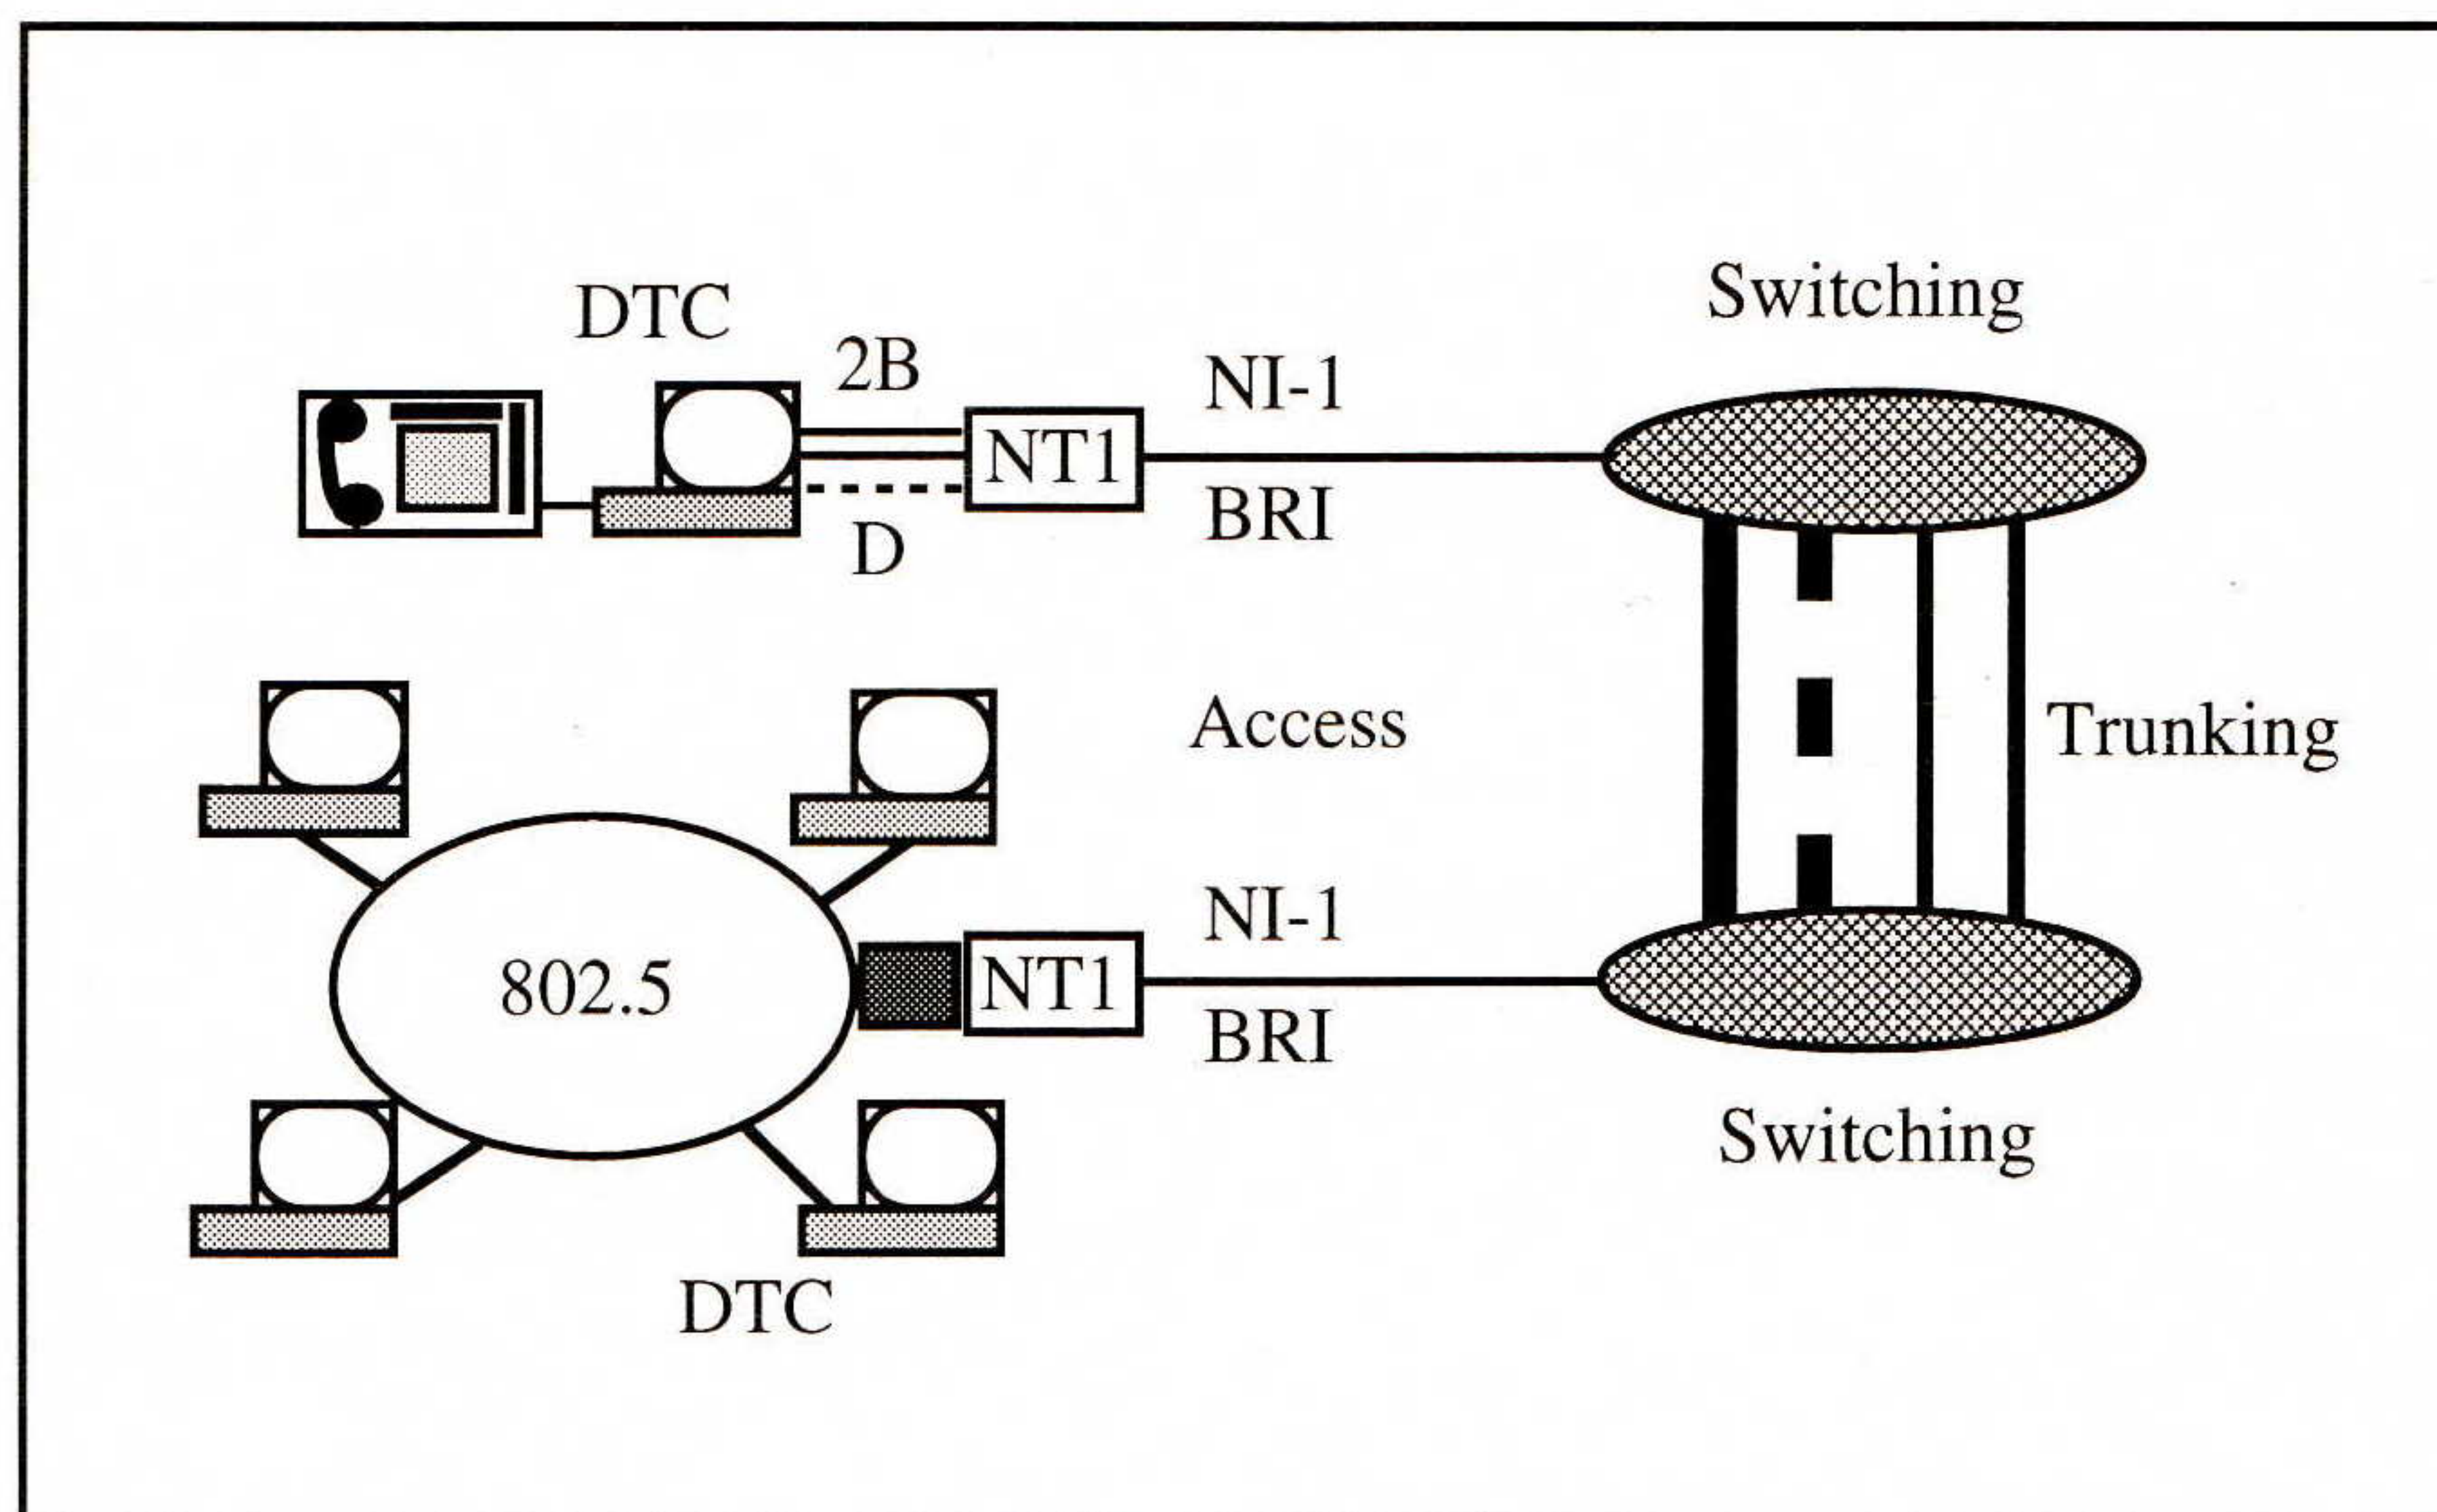 Switching
DTC
2B
NI-1
NT1
BRI
D
Access
Trunking
NI-1
802.5
NT1
BRI
Switching
DTC